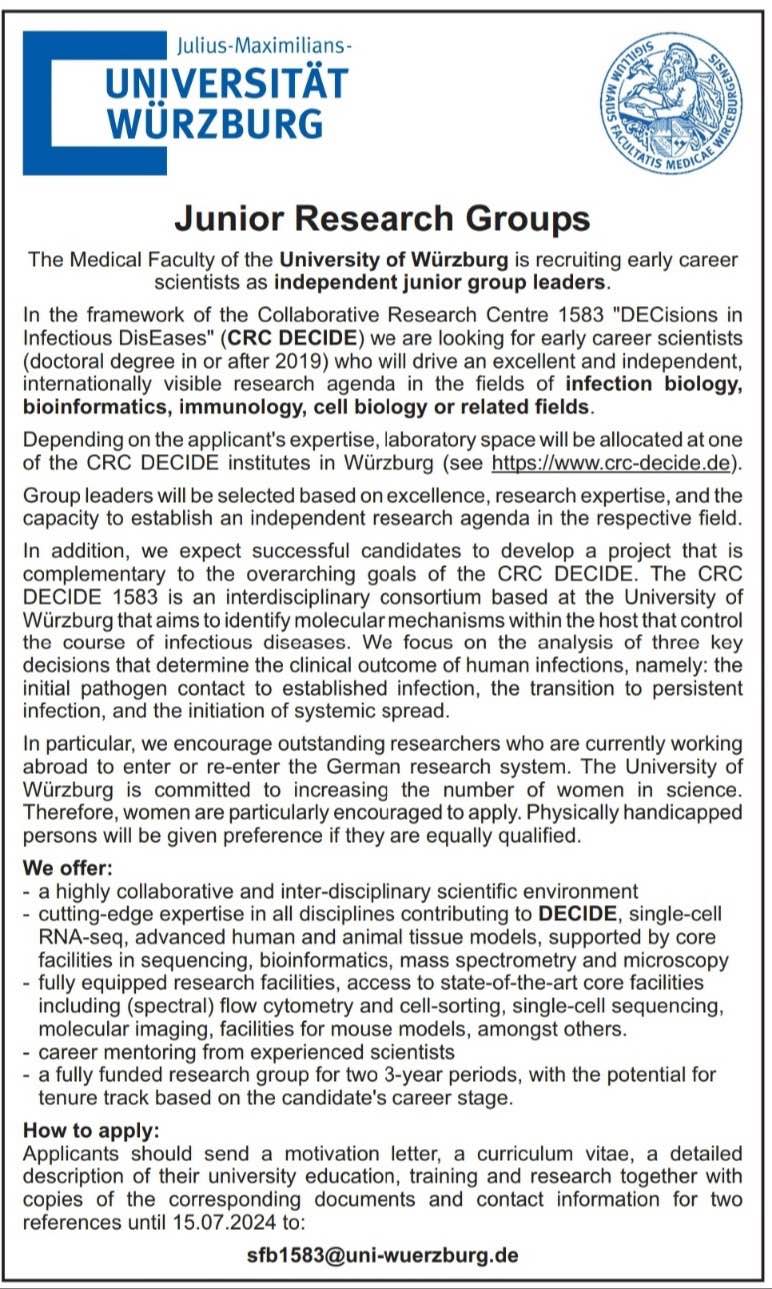 Julius-Maximilians-
UNIVERSITÄT
WÜRZBURG
SIGILLUM MAIUS FACULTATIS MEDICAE WIRCEBURGENSIS
Junior Research Groups
The Medical Faculty of the University of Würzburg is recruiting early career
scientists as independent junior group leaders.
In the framework of the Collaborative Research Centre 1583 "DECisions in
Infectious DisEases" (CRC DECIDE) we are looking for early career scientists
(doctoral degree in or after 2019) who will drive an excellent and independent,
internationally visible research agenda in the fields of infection biology,
bioinformatics, immunology, cell biology or related fields.
Depending on the applicant's expertise, laboratory space will be allocated at one
of the CRC DECIDE institutes in Würzburg (see https://www.crc-decide.de).
Group leaders will be selected based on excellence, research expertise, and the
capacity to establish an independent research agenda in the respective field.
In addition, we expect successful candidates to develop a project that is
complementary to the overarching goals of the CRC DECIDE. The CRC
DECIDE 1583 is an interdisciplinary consortium based at the University of
Würzburg that aims to identify molecular mechanisms within the host that control
the course of infectious diseases. We focus on the analysis of three key
decisions that determine the clinical outcome of human infections, namely: the
initial pathogen contact to established infection, the transition to persistent
infection, and the initiation of systemic spread.
In particular, we encourage outstanding researchers who are currently working
abroad to enter or re-enter the German research system. The University of
Würzburg is committed to increasing the number of women in science.
Therefore, women are particularly encouraged to apply. Physically handicapped
persons will be given preference if they are equally qualified.
We offer:
- a highly collaborative and inter-disciplinary scientific environment
- cutting-edge expertise in all disciplines contributing to DECIDE, single-cell
RNA-seq, advanced human and animal tissue models, supported by core
facilities in sequencing, bioinformatics, mass spectrometry and microscopy
- fully equipped research facilities, access to state-of-the-art core facilities
including (spectral) flow cytometry and cell-sorting, single-cell sequencing,
molecular imaging, facilities for mouse models, amongst others.
- career mentoring from experienced scientists
- a fully funded research group for two 3-year periods, with the potential for
tenure track based on the candidate's career stage.
How to apply:
Applicants should send a motivation letter, a curriculum vitae, a detailed
description of their university education, training and research together with
copies of the corresponding documents and contact information for two
references until 15.07.2024 to:
sfb1583@uni-wuerzburg.de